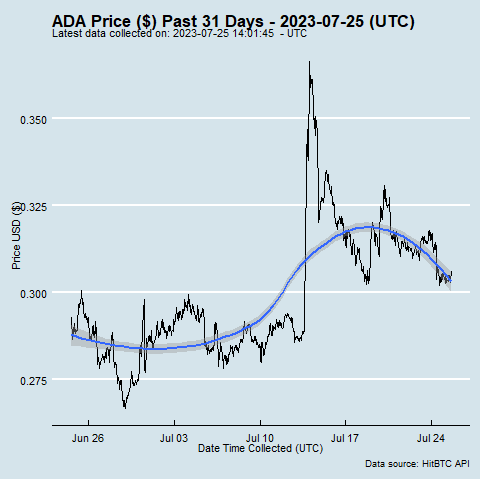 ADA Price ($) Past 31 Days - 2023-07-25 (UTC)
Latest data collected on: 2023-07-25 14:01:45  - UTC
0.350
0.325
0.300
0.275
Price USD ($)
Jun 26 Jul 03 Jul 10 Jul 17 Jul 24
Date Time Collected (UTC)
Data source: HitBTC API